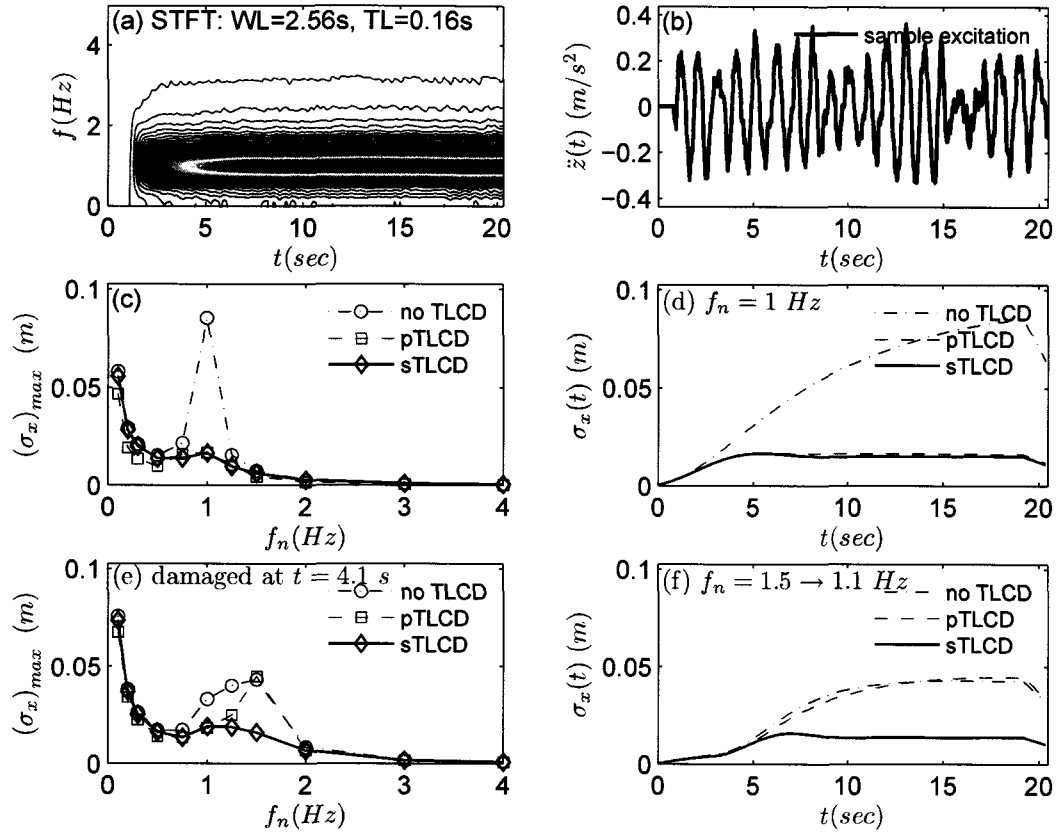 (a) STFT: WL=2.56s, TL=0.16s
f(Hz)
4
2
0
0 5 10 15 20
t(sec)
(b)
sample excitation
z̈(t) (m/s²)
0.4
0.2
0
−0.2
−0.4
0 5 10 15 20
t(sec)
(c)
no TLCD
pTLCD
sTLCD
(σx)max (m)
0.1
0.05
0
0 1 2 3 4
fn(Hz)
(d) fn = 1 Hz
no TLCD
pTLCD
sTLCD
σx(t) (m)
0.1
0.05
0
0 5 10 15 20
t(sec)
(e) damaged at t = 4.1 s
no TLCD
pTLCD
sTLCD
(σx)max (m)
0.1
0.05
0
0 1 2 3 4
fn(Hz)
(f) fn = 1.5 → 1.1 Hz
no TLCD
pTLCD
sTLCD
σx(t) (m)
0.1
0.05
0
0 5 10 15 20
t(sec)